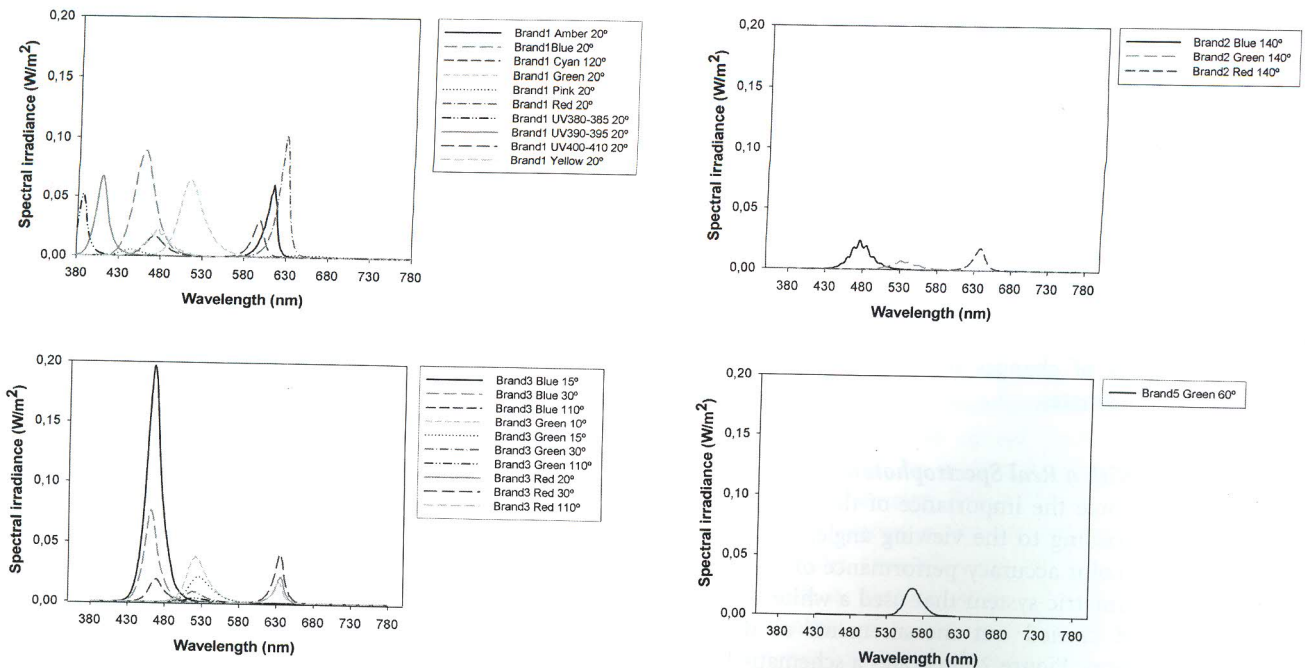 0,20
0,15
0,10
0,05
0,00
Spectral irradiance (W/m²)
380 430 480 530 580 630 680 730 780
Wavelength (nm)
Brand1 Amber 20º
Brand1Blue 20º
Brand1 Cyan 120º
Brand1 Green 20º
Brand1 Pink 20º
Brand1 Red 20º
Brand1 UV380-385 20º
Brand1 UV390-395 20º
Brand1 UV400-410 20º
Brand1 Yellow 20º
0,20
0,15
0,10
0,05
0,00
Spectral irradiance (W/m²)
380 430 480 530 580 630 680 730 780
Wavelength (nm)
Brand2 Blue 140º
Brand2 Green 140º
Brand2 Red 140º
0,20
0,15
0,10
0,05
0,00
Spectral irradiance (W/m²)
380 430 480 530 580 630 680 730 780
Wavelength (nm)
Brand3 Blue 15º
Brand3 Blue 30º
Brand3 Blue 110º
Brand3 Green 10º
Brand3 Green 15º
Brand3 Green 30º
Brand3 Green 110º
Brand3 Red 20º
Brand3 Red 30º
Brand3 Red 110º
0,20
0,15
0,10
0,05
0,00
Spectral irradiance (W/m²)
380 430 480 530 580 630 680 730 780
Wavelength (nm)
Brand5 Green 60º